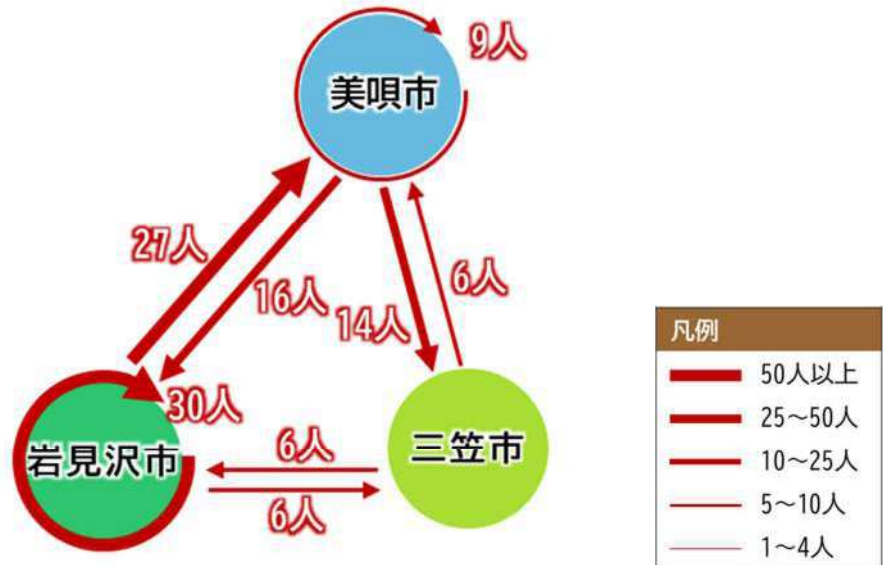 9人
美唄市
27人
16人
14人
6人
30人
岩見沢市
6人
6人
三笠市
凡例
50人以上
25～50人
10～25人
5～10人
1～4人